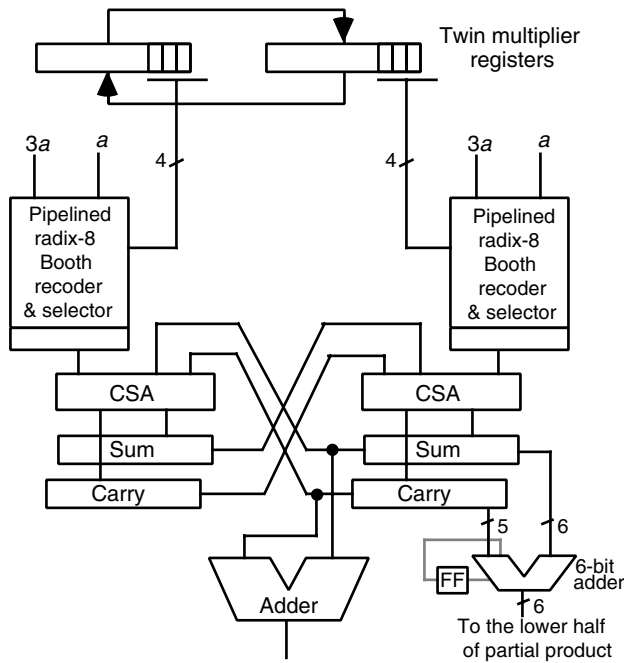 Twin multiplier
registers
3a
a
4
4
3a
a
Pipelined
radix-8
Booth
recoder
& selector
Pipelined
radix-8
Booth
recoder
& selector
CSA
CSA
Sum
Sum
Carry
Carry
5
6
Adder
FF
6-bit
adder
6
To the lower half
of partial product